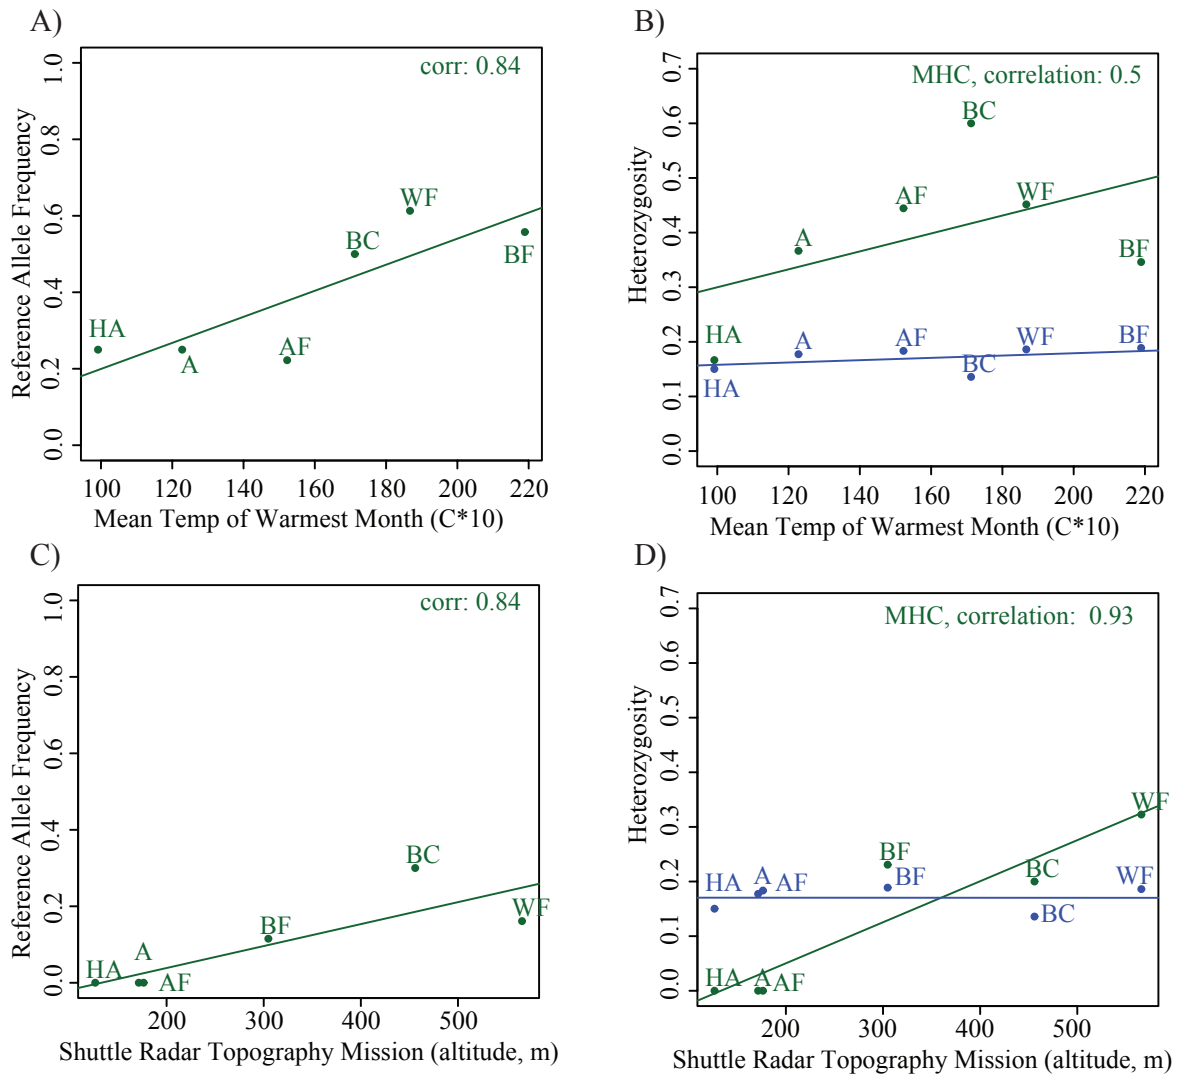 A)
corr: 0.84
Reference Allele Frequency
0.0 0.2 0.4 0.6 0.8 1.0
HA
A
AF
BC
WF
BF
100 120 140 160 180 200 220
Mean Temp of Warmest Month (C*10)
B)
MHC, correlation: 0.5
Heterozygosity
0.0 0.1 0.2 0.3 0.4 0.5 0.6 0.7
HA
A
AF
BC
WF
BF
HA
A
AF
BC
WF
BF
100 120 140 160 180 200 220
Mean Temp of Warmest Month (C*10)
C)
corr: 0.84
Reference Allele Frequency
0.0 0.2 0.4 0.6 0.8 1.0
HA
A
AF
BF
BC
WF
200 300 400 500
Shuttle Radar Topography Mission (altitude, m)
D)
MHC, correlation: 0.93
Heterozygosity
0.0 0.1 0.2 0.3 0.4 0.5 0.6 0.7
HA
A
AF
BF
BC
WF
HA
A
AF
BF
BC
WF
200 300 400 500
Shuttle Radar Topography Mission (altitude, m)